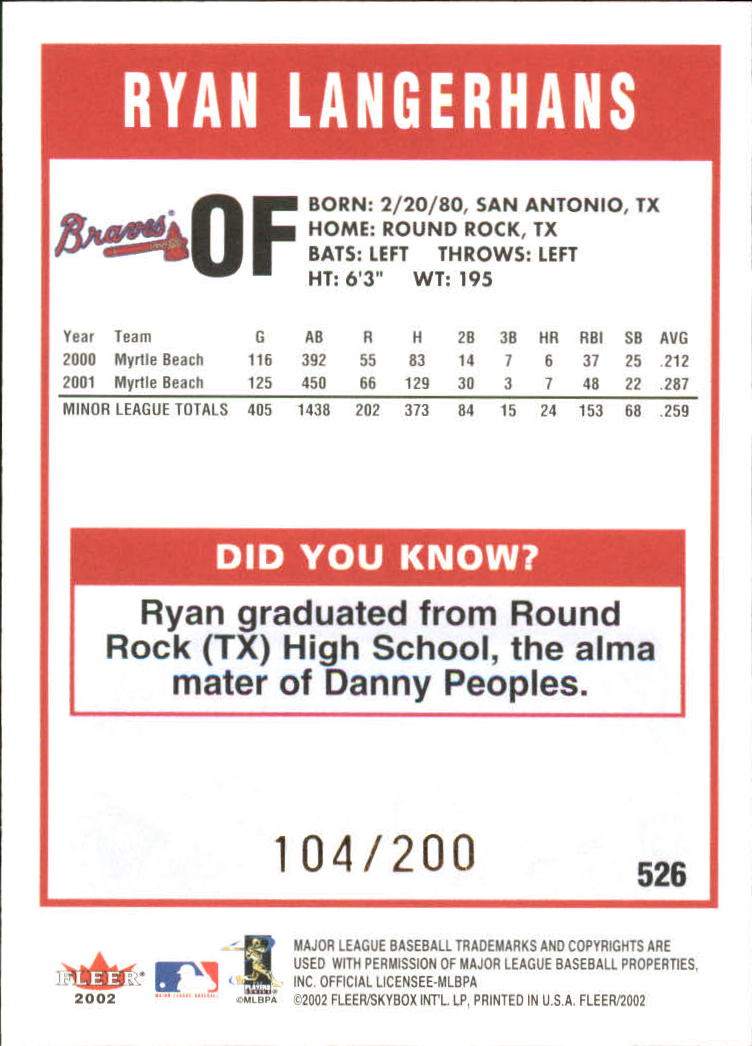 RYAN LANGERHANS
Braves
OF
BORN: 2/20/80, SAN ANTONIO, TX
HOME: ROUND ROCK, TX
BATS: LEFT THROWS: LEFT
HT: 6'3" WT: 195
Year Team G AB R H 2B 3B HR RBI SB AVG
2000 Myrtle Beach 116 392 55 83 14 7 6 37 25 .212
2001 Myrtle Beach 125 450 66 129 30 3 7 48 22 .287
MINOR LEAGUE TOTALS 405 1438 202 373 84 15 24 153 68 .259
DID YOU KNOW?
Ryan graduated from Round
Rock (TX) High School, the alma
mater of Danny Peoples.
104/200
526
FLEER
2002
MAJOR LEAGUE BASEBALL
PLAYERS
©MLBPA
MAJOR LEAGUE BASEBALL TRADEMARKS AND COPYRIGHTS ARE
USED WITH PERMISSION OF MAJOR LEAGUE BASEBALL PROPERTIES,
INC. OFFICIAL LICENSEE-MLBPA
©2002 FLEER/SKYBOX INT'L. LP, PRINTED IN U.S.A. FLEER/2002